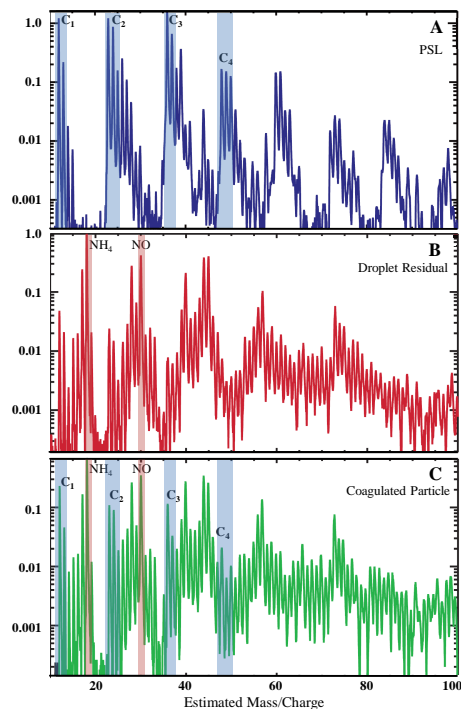 1.0
C1
C2
C3
A
PSL
C4
0.1
0.01
0.001
1.0
NH4
NO
B
Droplet Residual
0.1
0.01
0.001
NH4
NO
C
C1
C2
C3
Coagulated Particle
0.1
C4
0.01
0.001
20
40
60
80
100
Estimated Mass/Charge